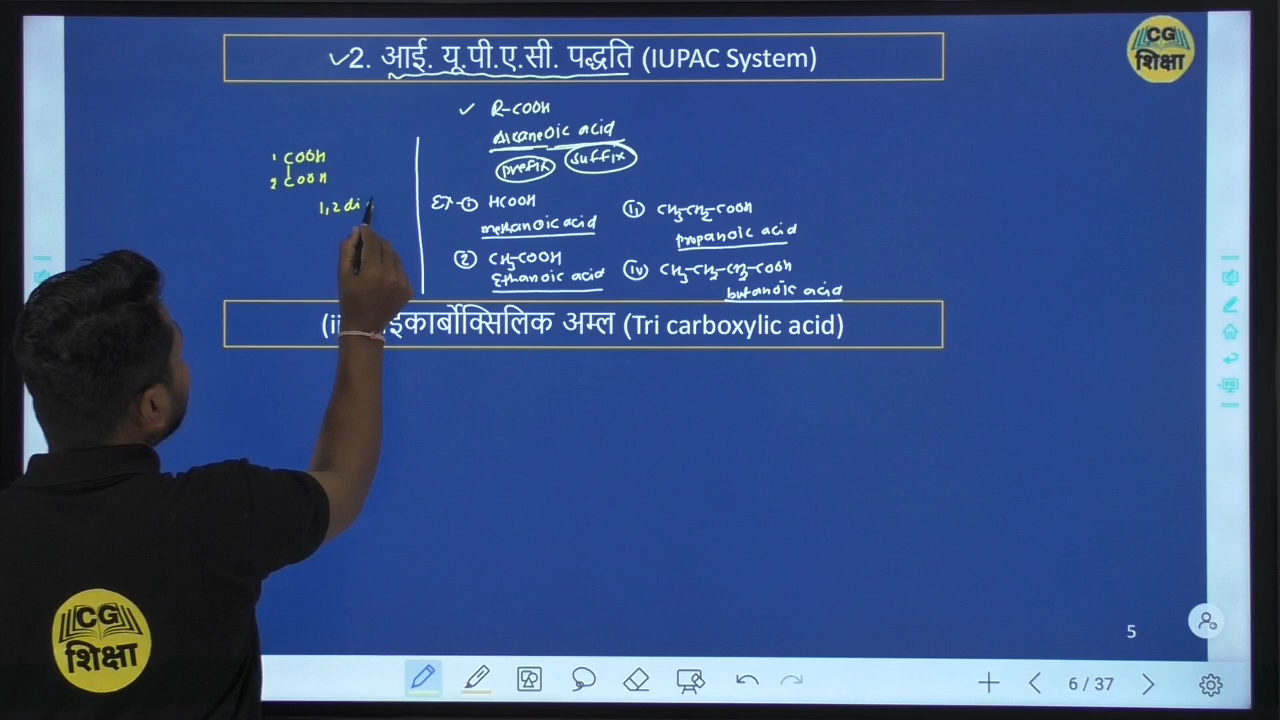 ✓2. आई. यू.पी.ए.सी. पद्धति (IUPAC System)
CG
शिक्षा
✓ R-COOH
Alkaneoic acid
prefix suffix
1 COOH
2 COOH
1,2 di
Ex-① HCOOH
methanoic acid
② CH3-COOH
Ethanoic acid
CH3-CH2-COOH
propanoic acid
(iv) CH3-CH2-CH2-COOH
butanoic acid
इकार्बोक्सिलिक अम्ल (Tri carboxylic acid)
5
6 / 37
CG
शिक्षा